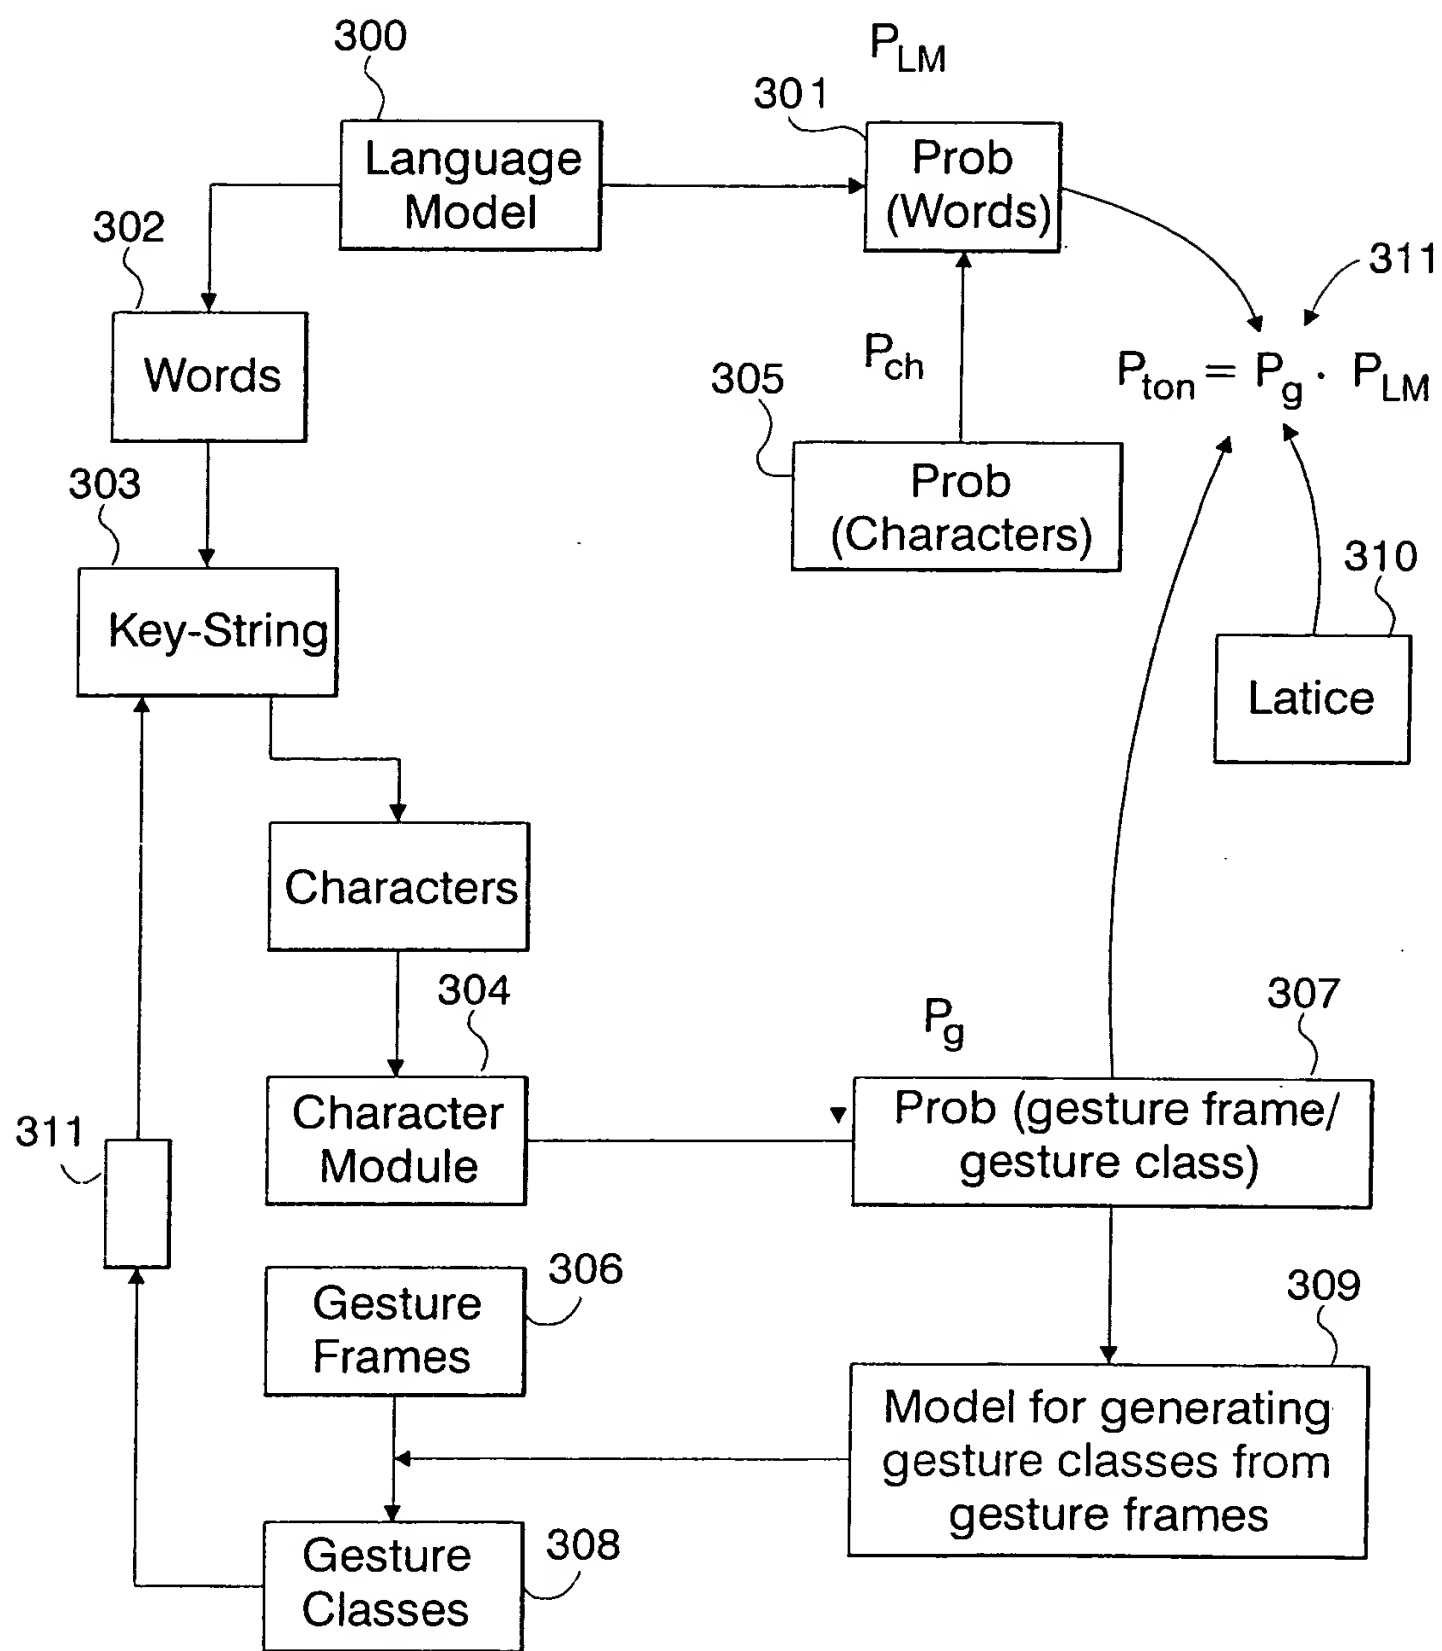 300
P_LM
301
Language
Model
Prob
(Words)
302
311
Words
P_ch
305
P_ton = P_g · P_LM
303
Prob
(Characters)
310
Key-String
Latice
Characters
304
P_g
307
311
Character
Module
Prob (gesture frame/
gesture class)
306
Gesture
Frames
309
Model for generating
gesture classes from
gesture frames
Gesture
Classes
308